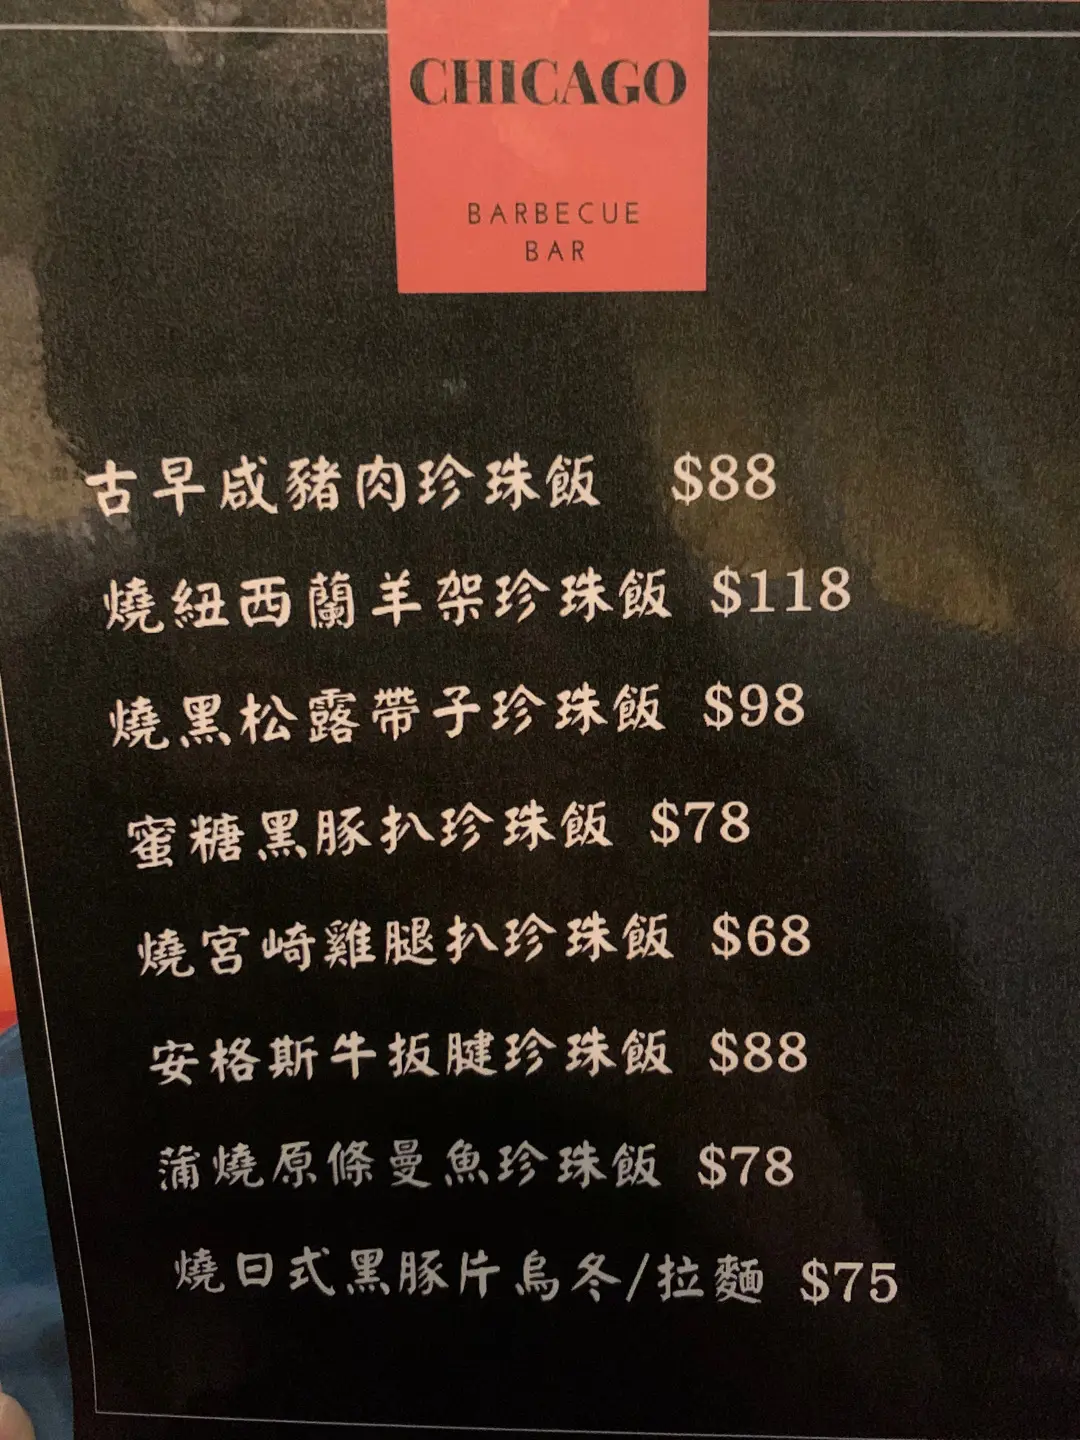 CHICAGO
BARBECUE
BAR
古早咸豬肉珍珠飯 $88
燒紐西蘭羊架珍珠飯 $118
燒黑松露帶子珍珠飯 $98
蜜糖黑豚扒珍珠飯 $78
燒宮崎雞腿扒珍珠飯 $68
安格斯牛扳腱珍珠飯 $88
蒲燒原條曼魚珍珠飯 $78
燒日式黑豚片烏冬/拉麵 $75